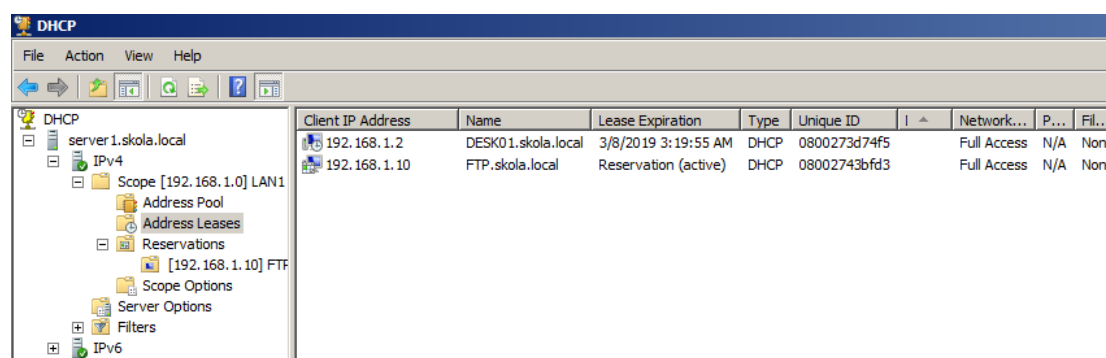 DHCP
File Action View Help
DHCP
server1.skola.local
IPv4
Scope [192.168.1.0] LAN1
Address Pool
Address Leases
Reservations
[192.168.1.10] FTP
Scope Options
Server Options
Filters
IPv6
Client IP Address Name Lease Expiration Type Unique ID I Network... P... Fil...
192.168.1.2 DESK01.skola.local 3/8/2019 3:19:55 AM DHCP 0800273d74f5 Full Access N/A Non
192.168.1.10 FTP.skola.local Reservation (active) DHCP 08002743bfd3 Full Access N/A Non